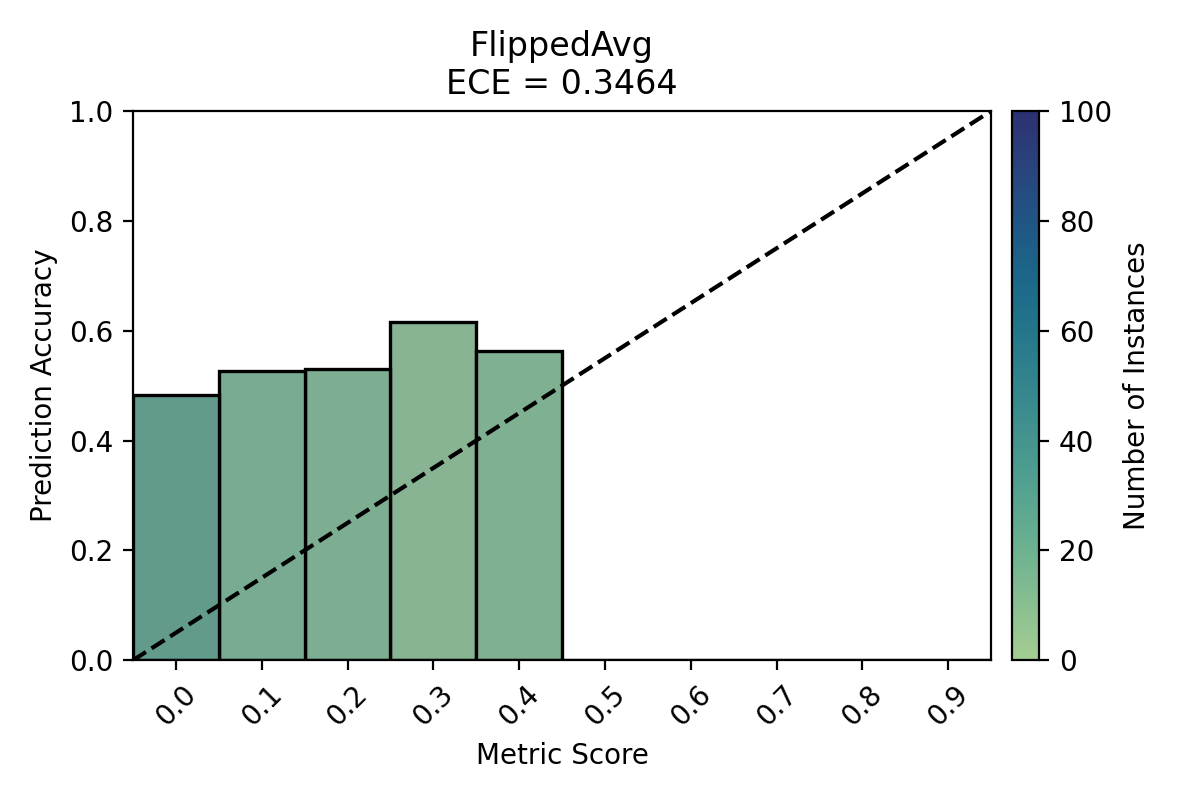 FlippedAvg
ECE = 0.3464
1.0
0.8
0.6
0.4
0.2
0.0
Prediction Accuracy
0.0 0.1 0.2 0.3 0.4 0.5 0.6 0.7 0.8 0.9
Metric Score
100
80
60
40
20
0
Number of Instances